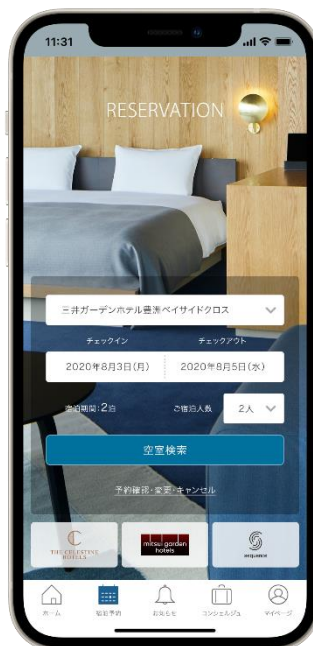 11:31
RESERVATION
三井ガーデンホテル豊洲ベイサイドクロス
チェックイン
チェックアウト
2020年8月3日(月)
2020年8月5日(水)
宿泊期間:2泊
ご宿泊人数
2人
空室検索
予約確認・変更・キャンセル
THE CELESTINE
HOTELS
mitsui garden
hotels
sequence
ホーム
宿泊予約
お知らせ
コンシェルジュ
マイページ